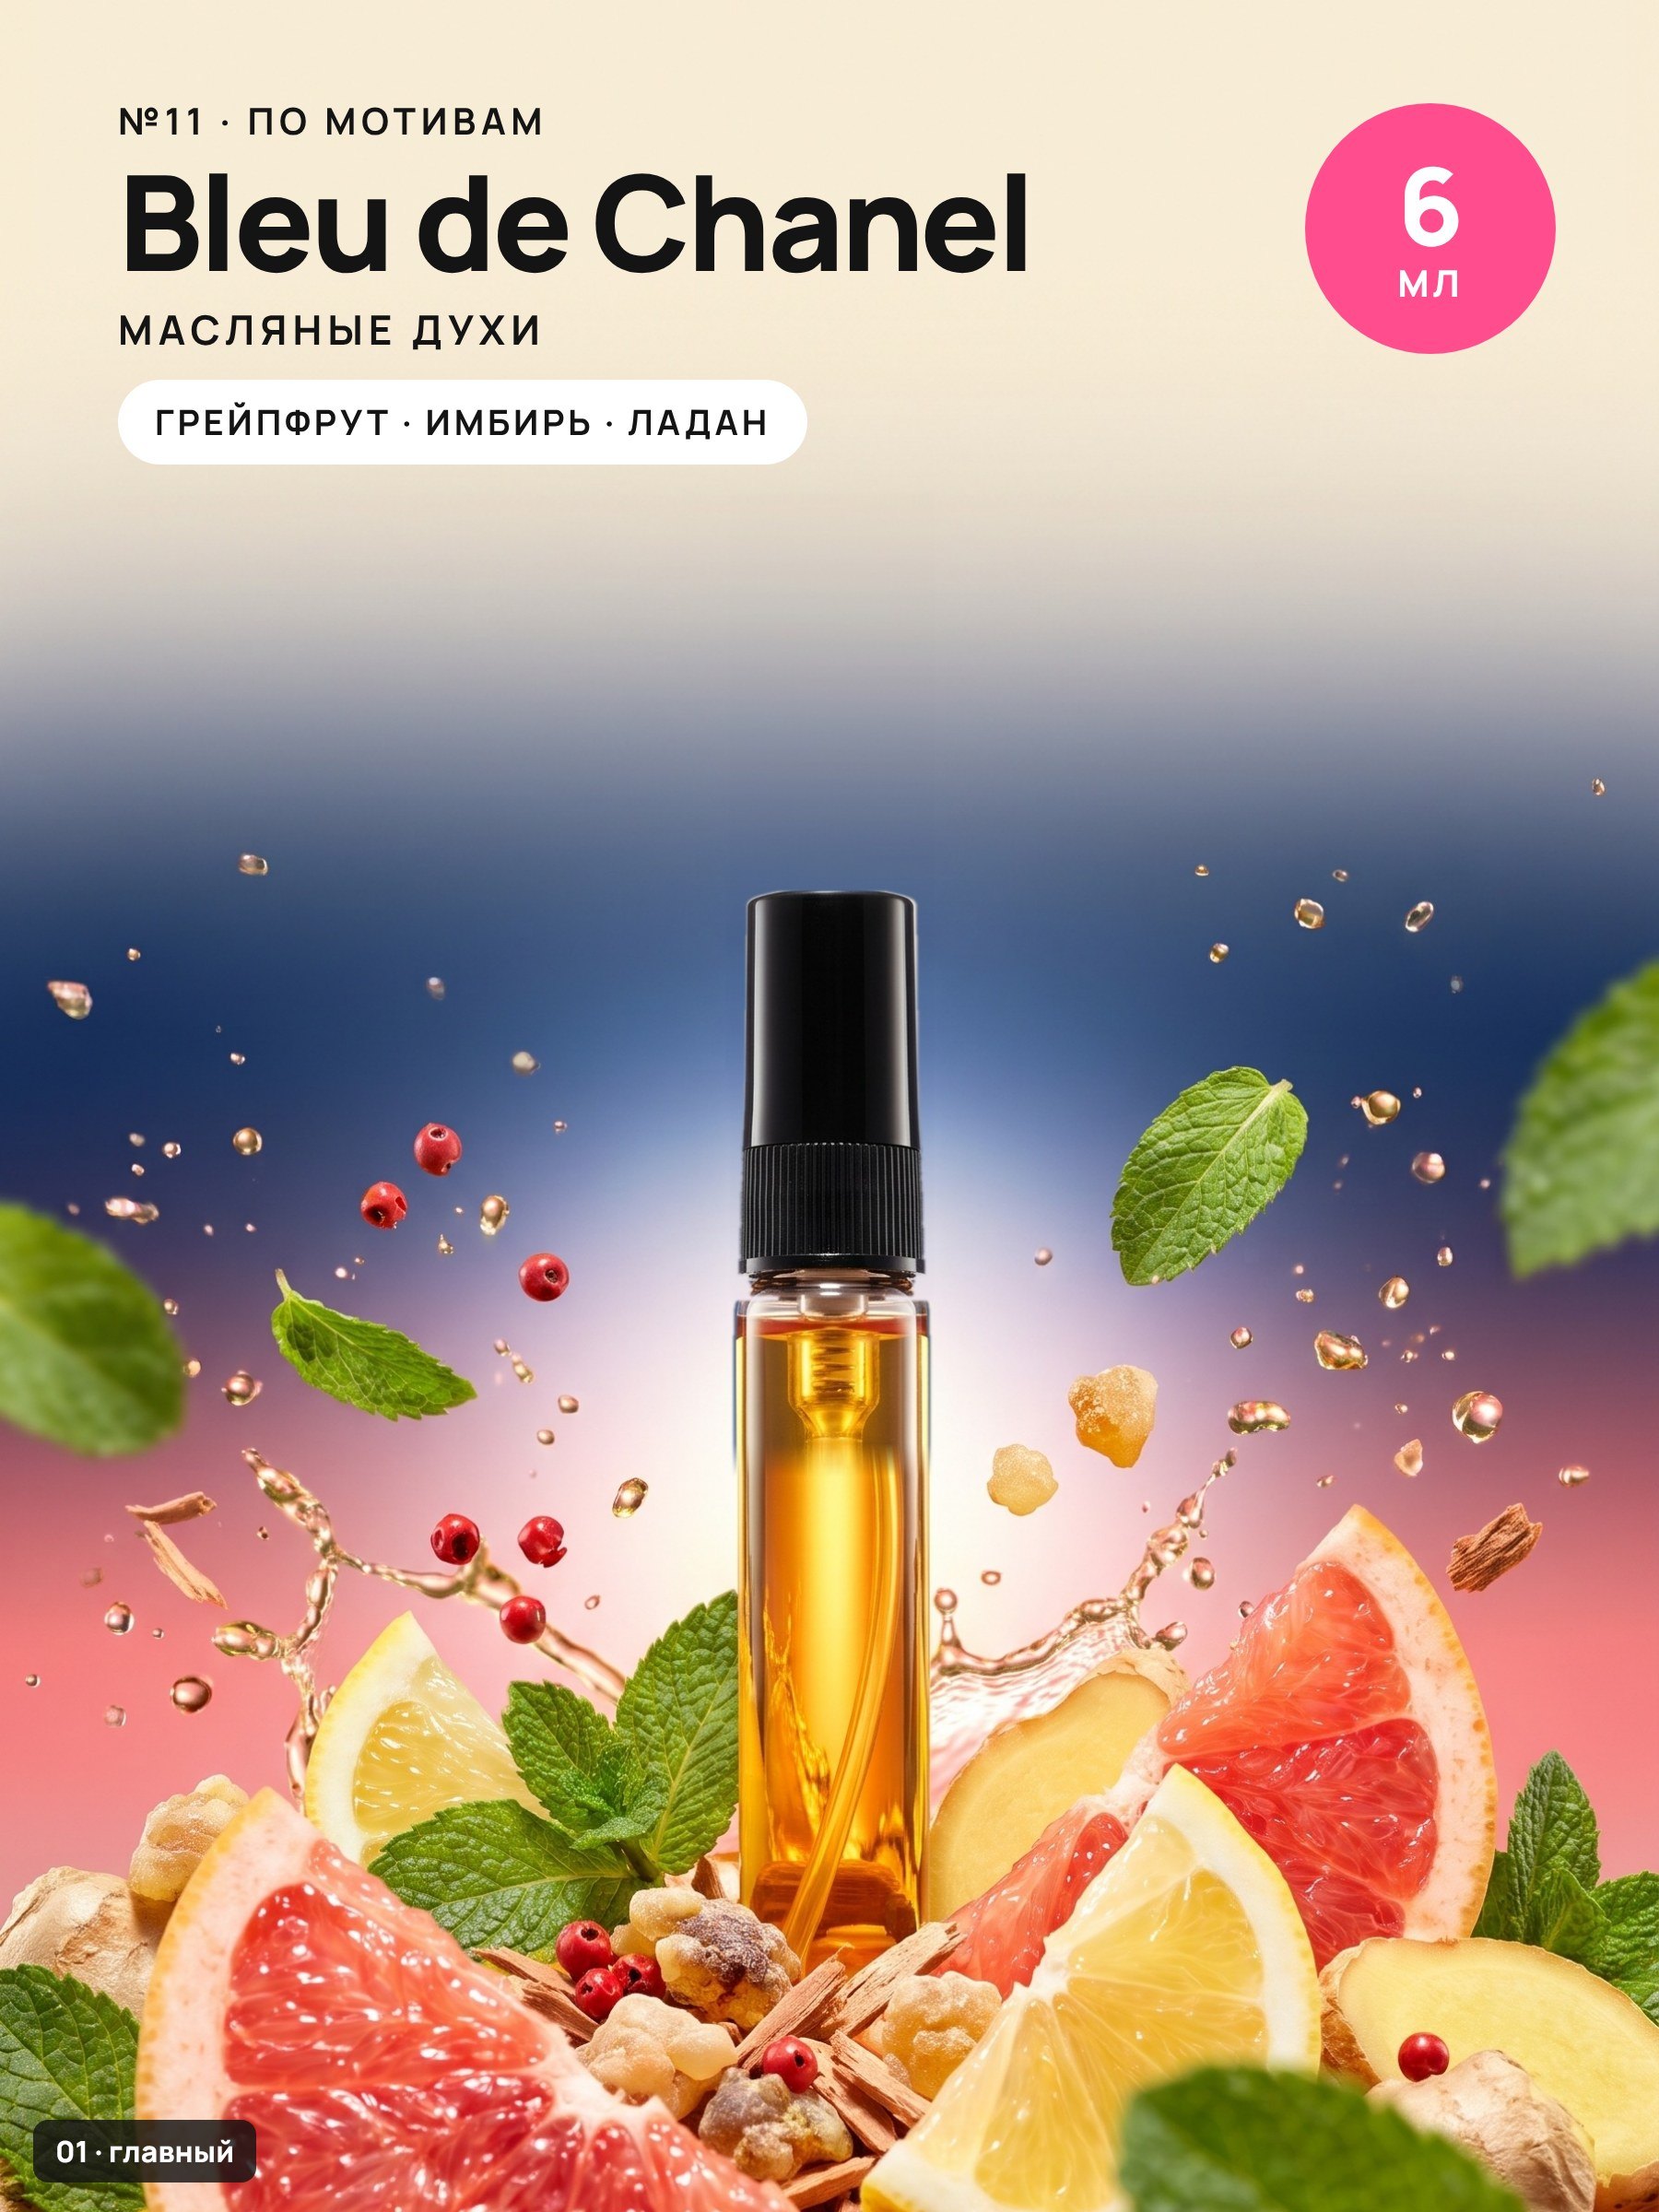 №11 · ПО МОТИВАМ
Bleu de Chanel
6
МЛ
МАСЛЯНЫЕ ДУХИ
ГРЕЙПФРУТ · ИМБИРЬ · ЛАДАН
01 · главный